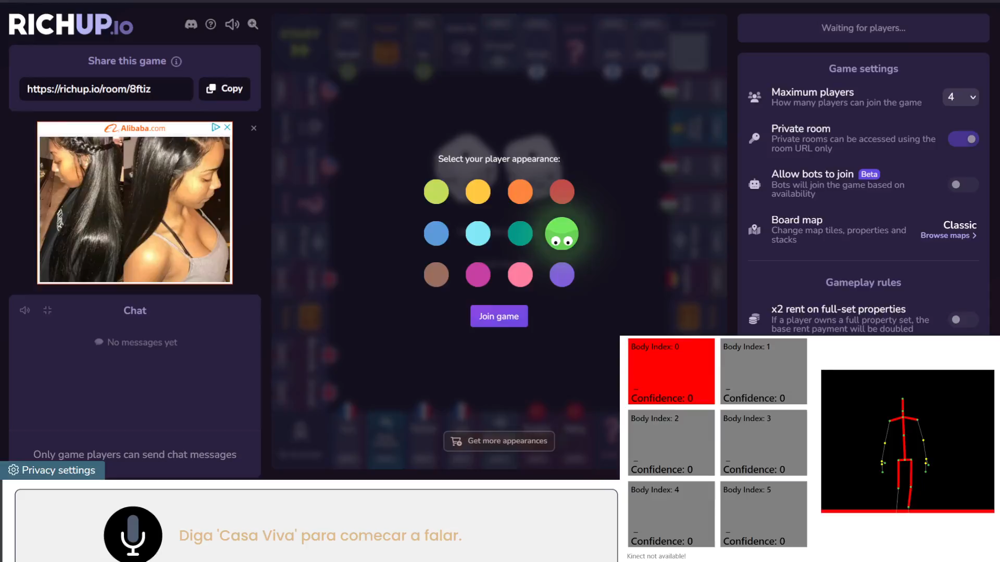 RICHUP.IO
Share this game
https://richup.io/room/8ftiz
Copy
Alibaba.com
Chat
No messages yet
Only game players can send chat messages
Privacy settings
Select your player appearance:
Join game
Get more appearances
Waiting for players...
Game settings
Maximum players
How many players can join the game
4
Private room
Private rooms can be accessed using the
room URL only
Allow bots to join Beta
Bots will join the game based on
availability
Board map
Change map tiles, properties and
stacks
Classic
Browse maps >
Gameplay rules
x2 rent on full-set properties
If a player owns a full property set, the
base rent payment will be doubled
Body Index: 0
–
Confidence: 0
Body Index: 1
–
Confidence: 0
Body Index: 2
–
Confidence: 0
Body Index: 3
–
Confidence: 0
Body Index: 4
–
Confidence: 0
Body Index: 5
–
Confidence: 0
Kinect not available!
Diga 'Casa Viva' para comecar a falar.